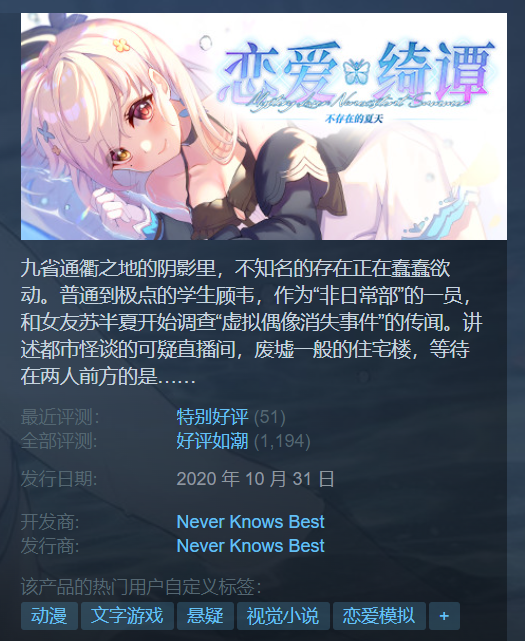 恋爱绮谭
不存在的夏天
九省通衢之地的阴影里，不知名的存在正在蠢蠢欲
动。普通到极点的学生顾韦，作为“非日常部”的一员，
和女友苏半夏开始调查“虚拟偶像消失事件”的传闻。讲
述都市怪谈的可疑直播间，废墟一般的住宅楼，等待
在两人前方的是……
最近评测： 特别好评 (51)
全部评测： 好评如潮 (1,194)
发行日期： 2020 年 10 月 31 日
开发商： Never Knows Best
发行商： Never Knows Best
该产品的热门用户自定义标签：
动漫 文字游戏 悬疑 视觉小说 恋爱模拟 +